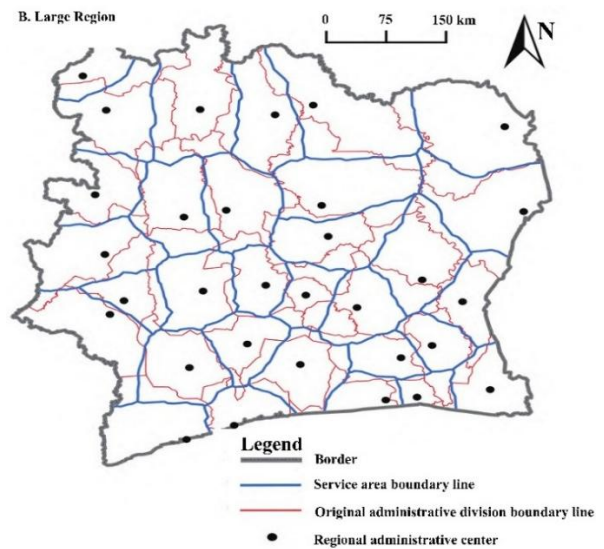 B. Large Region
0 75 150 km
N
Legend
Border
Service area boundary line
Original administrative division boundary line
Regional administrative center